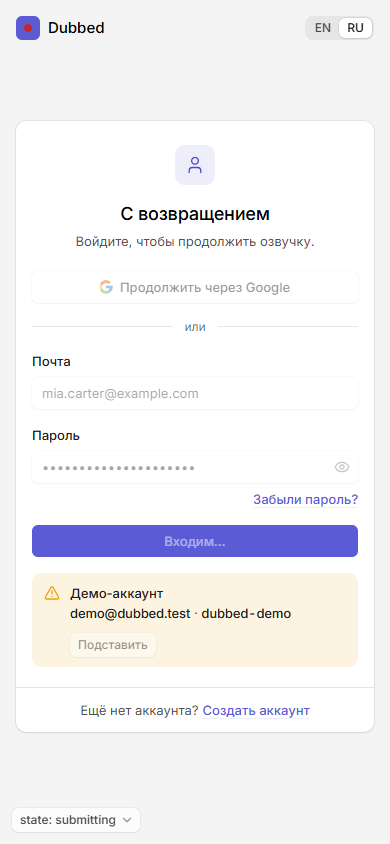 Dubbed
EN RU
С возвращением
Войдите, чтобы продолжить озвучку.
Продолжить через Google
или
Почта
mia.carter@example.com
Пароль
••••••••••••••••••••
Забыли пароль?
Входим...
Демо-аккаунт
demo@dubbed.test · dubbed-demo
Подставить
Ещё нет аккаунта? Создать аккаунт
state: submitting